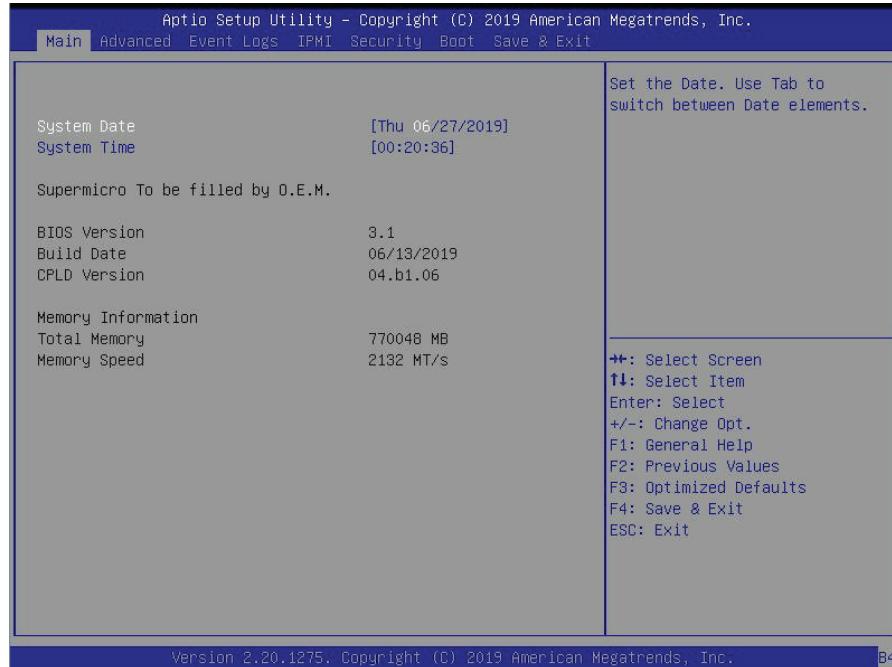 Aptio Setup Utility – Copyright (C) 2019 American Megatrends, Inc.
Main Advanced Event Logs IPMI Security Boot Save & Exit
Set the Date. Use Tab to
switch between Date elements.
System Date [Thu 06/27/2019]
System Time [00:20:36]
Supermicro To be filled by O.E.M.
BIOS Version 3.1
Build Date 06/13/2019
CPLD Version 04.b1.06
Memory Information
Total Memory 770048 MB
Memory Speed 2132 MT/s
→←: Select Screen
↑↓: Select Item
Enter: Select
+/-: Change Opt.
F1: General Help
F2: Previous Values
F3: Optimized Defaults
F4: Save & Exit
ESC: Exit
Version 2.20.1275. Copyright (C) 2019 American Megatrends, Inc.